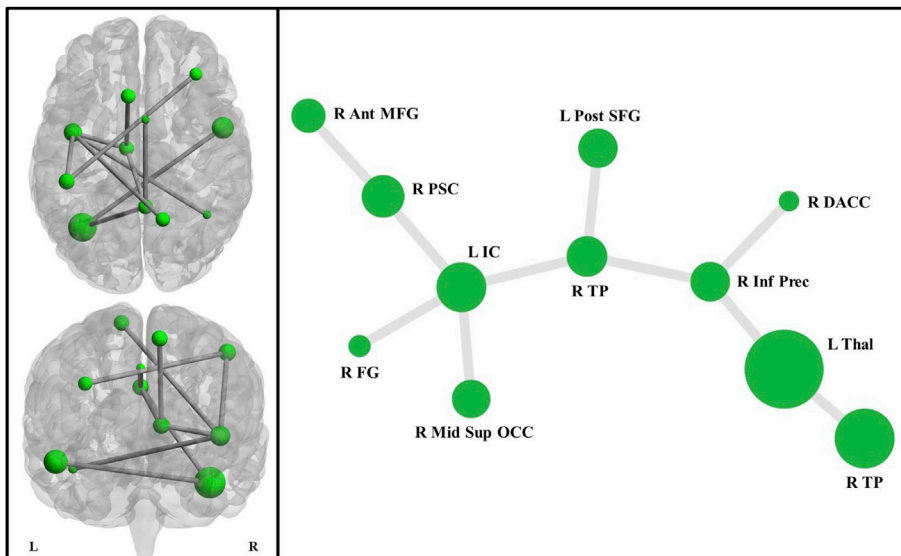 R Ant MFG
L Post SFG
R PSC
R DACC
L IC
R TP
R Inf Prec
R FG
L Thal
R Mid Sup OCC
R TP
L R